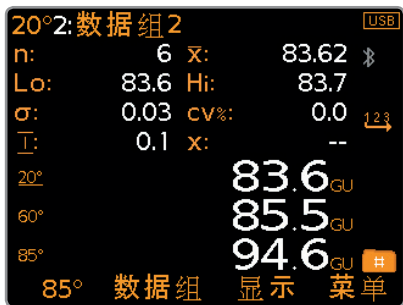 20°2:数据组2 USB
n: 6 x̄: 83.62
Lo: 83.6 Hi: 83.7
σ: 0.03 cv%: 0.0 123
工: 0.1 x: --
20° 83.6GU
60° 85.5GU
85° 94.6GU #
85° 数据组 显示 菜单